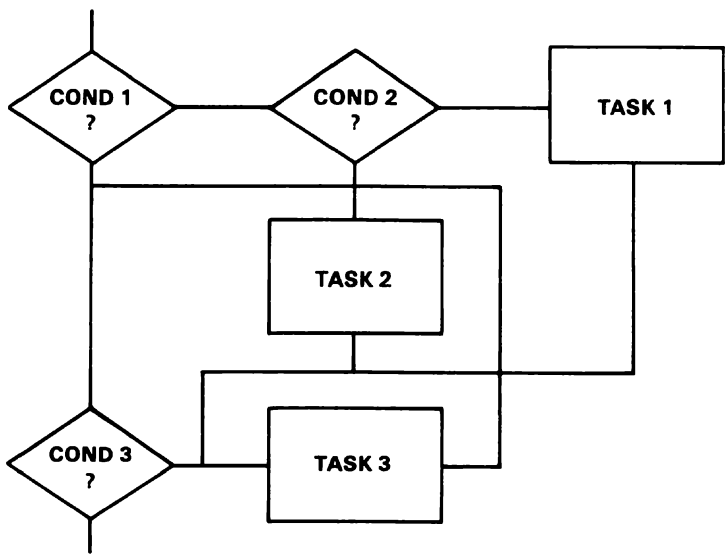 COND 1
?
COND 2
?
TASK 1
TASK 2
COND 3
?
TASK 3